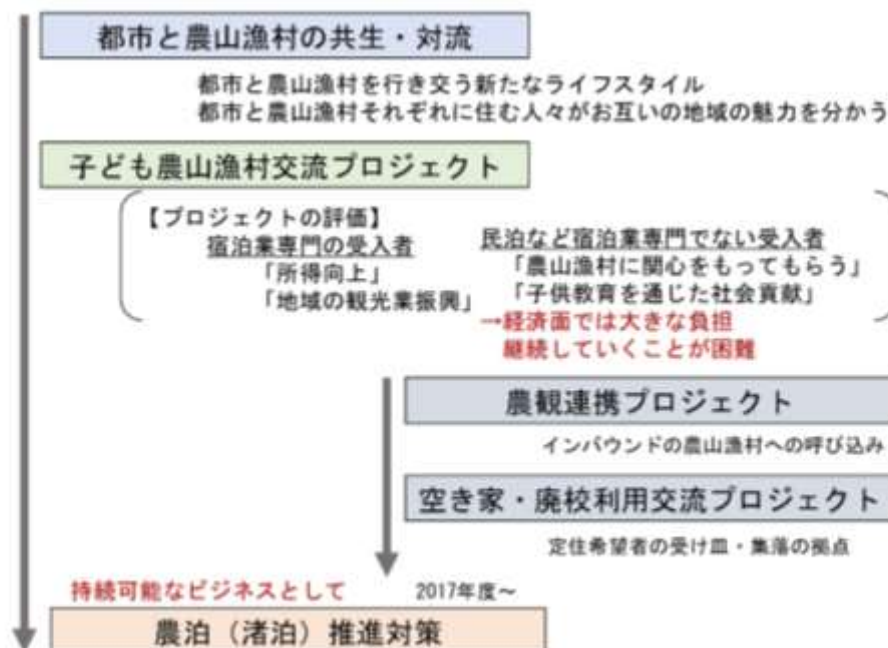 都市と農山漁村の共生・対流
都市と農山漁村を行き交う新たなライフスタイル
都市と農山漁村それぞれに住む人々がお互いの地域の魅力を分かう
子ども農山漁村交流プロジェクト
【プロジェクトの評価】
宿泊業専門の受入者
「所得向上」
「地域の観光業振興」
民泊など宿泊業専門でない受入者
「農山漁村に関心をもってもらう」
「子供教育を通じた社会貢献」
→経済面では大きな負担
継続していくことが困難
農観連携プロジェクト
インバウンドの農山漁村への呼び込み
空き家・廃校利用交流プロジェクト
定住希望者の受け皿・集落の拠点
持続可能なビジネスとして
2017年度～
農泊（渚泊）推進対策